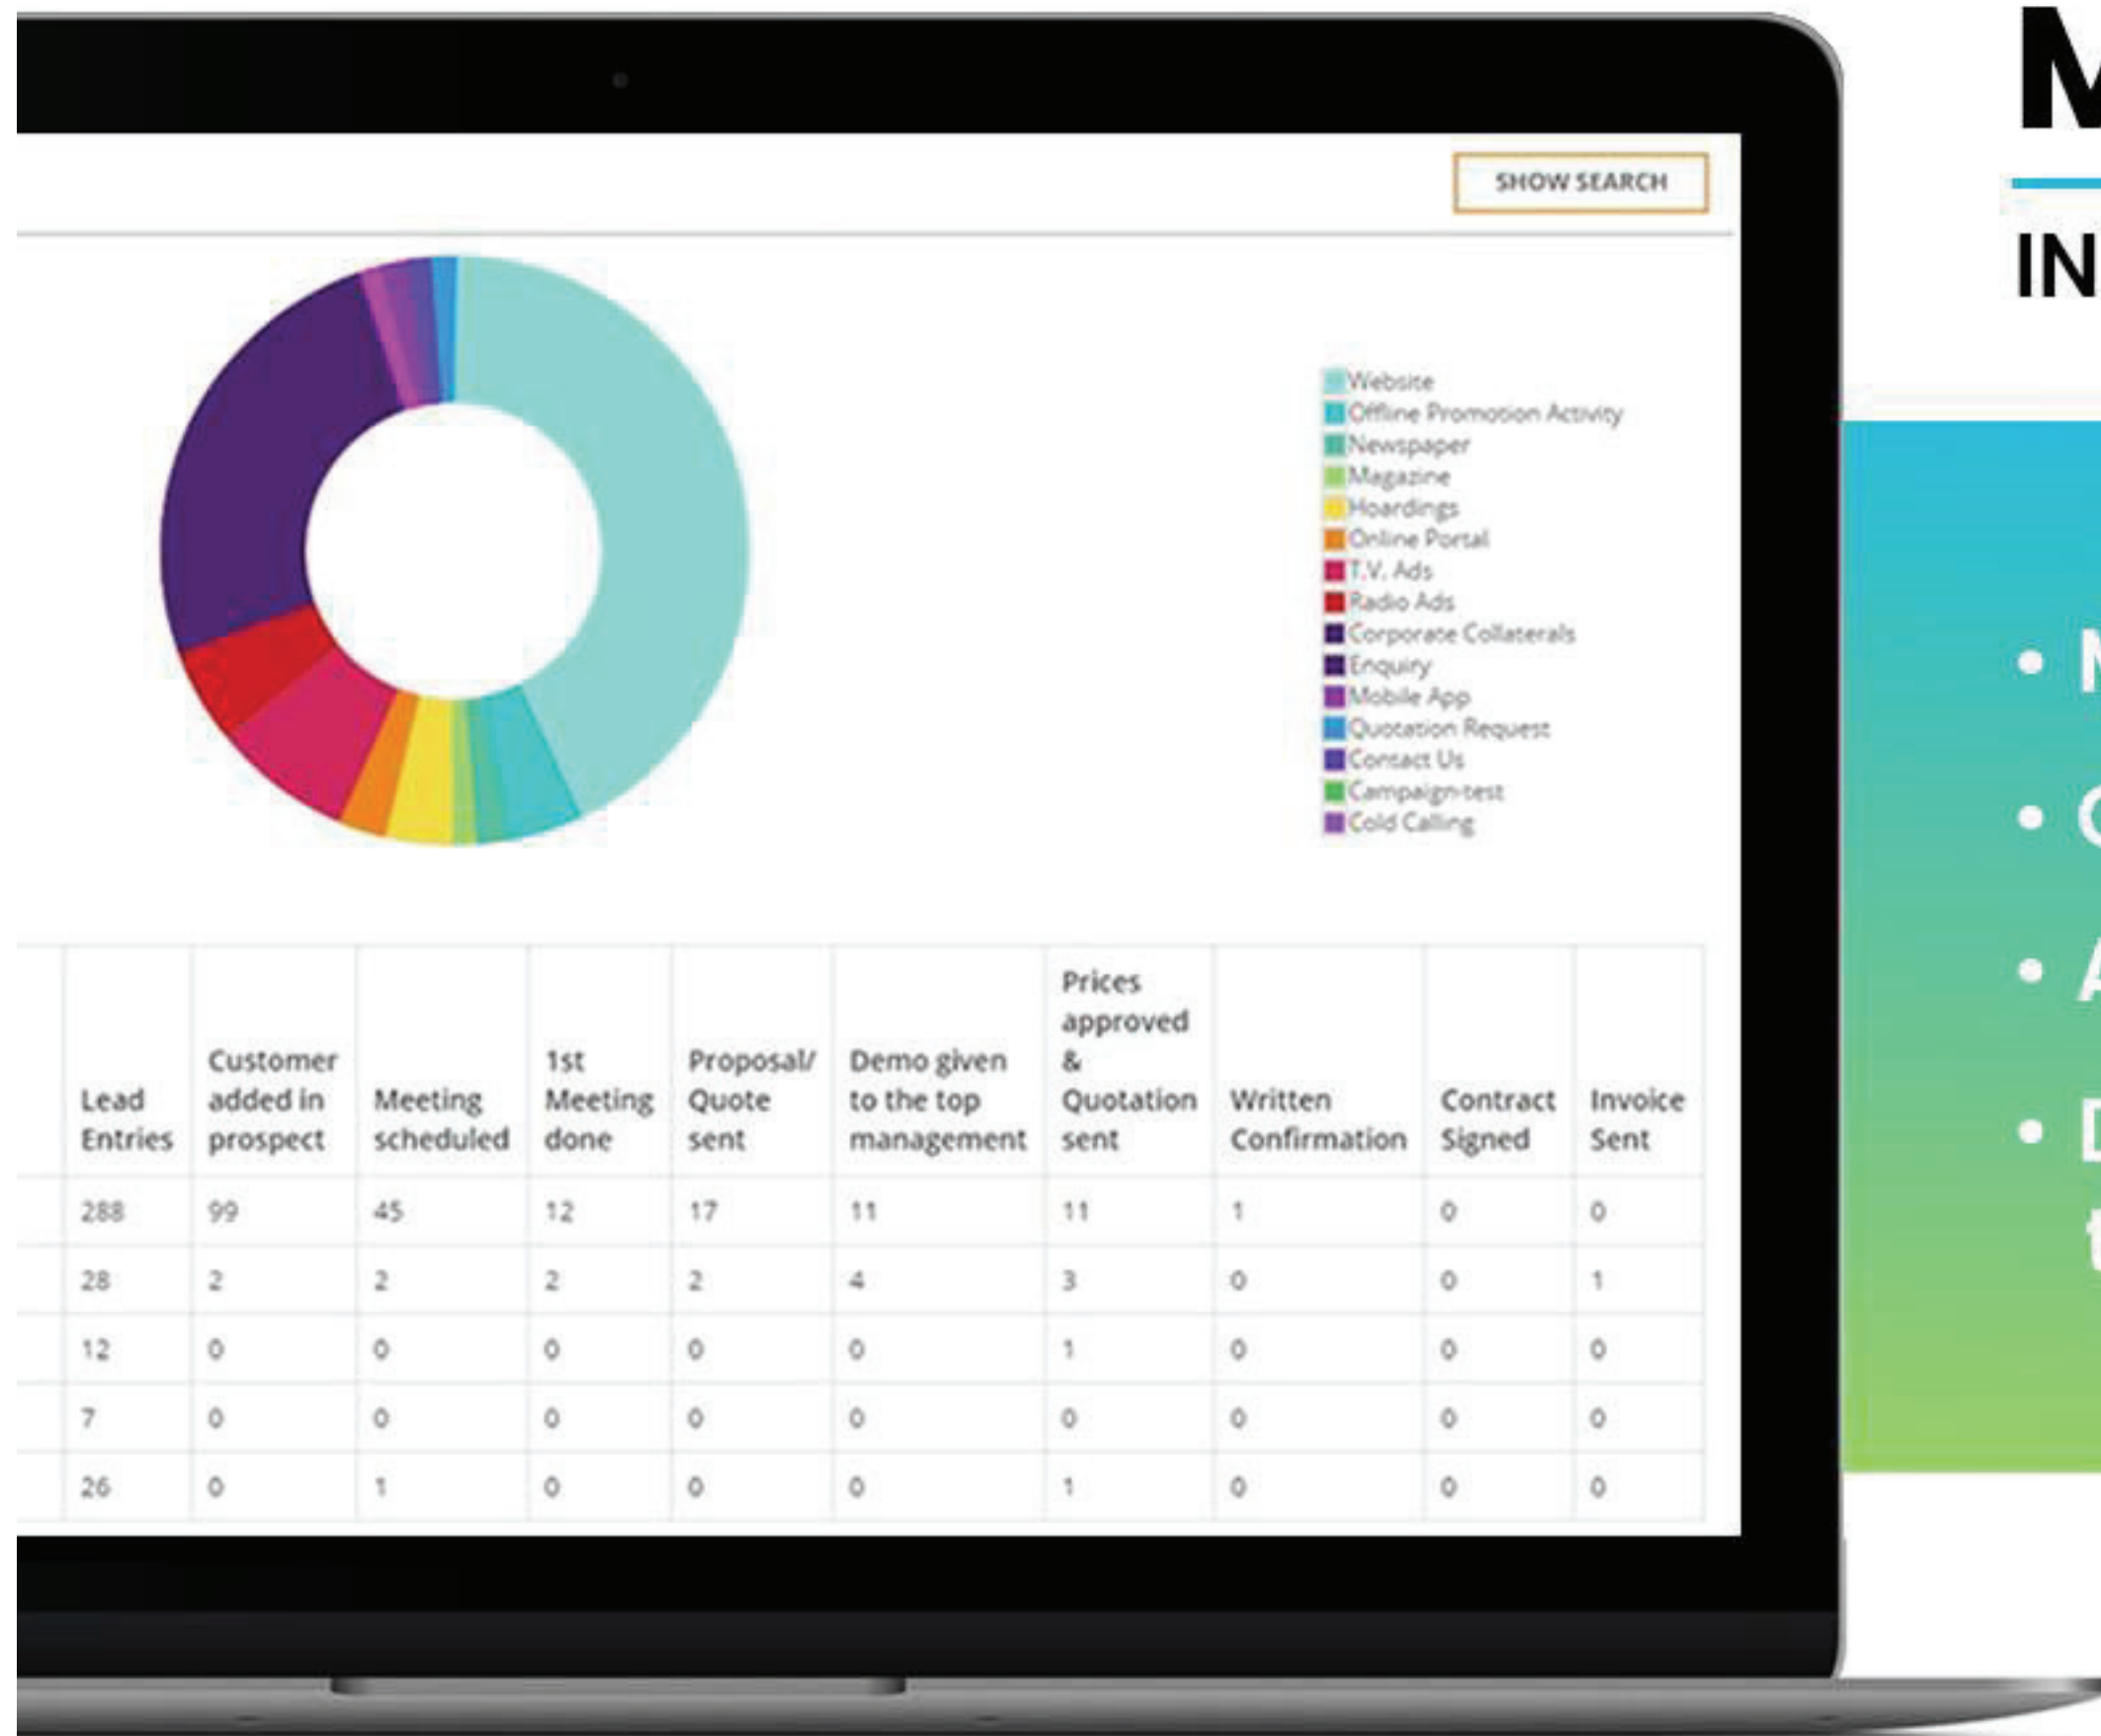 SHOW SEARCH
Website
Offline Promotion Activity
Newspaper
Magazine
Hoardings
Online Portal
T.V. Ads
Radio Ads
Corporate Collaterals
Enquiry
Mobile App
Quotation Request
Contact Us
Campaign-test
Cold Calling
Lead Entries
Customer added in prospect
Meeting scheduled
1st Meeting done
Proposal/ Quote sent
Demo given to the top management
Prices approved & Quotation sent
Written Confirmation
Contract Signed
Invoice Sent
288 99 45 12 17 11 11 1 0 0
28 2 2 2 2 4 3 0 0 1
12 0 0 0 0 0 1 0 0 0
7 0 0 0 0 0 0 0 0 0
26 0 1 0 0 0 1 0 0 0
M
IN